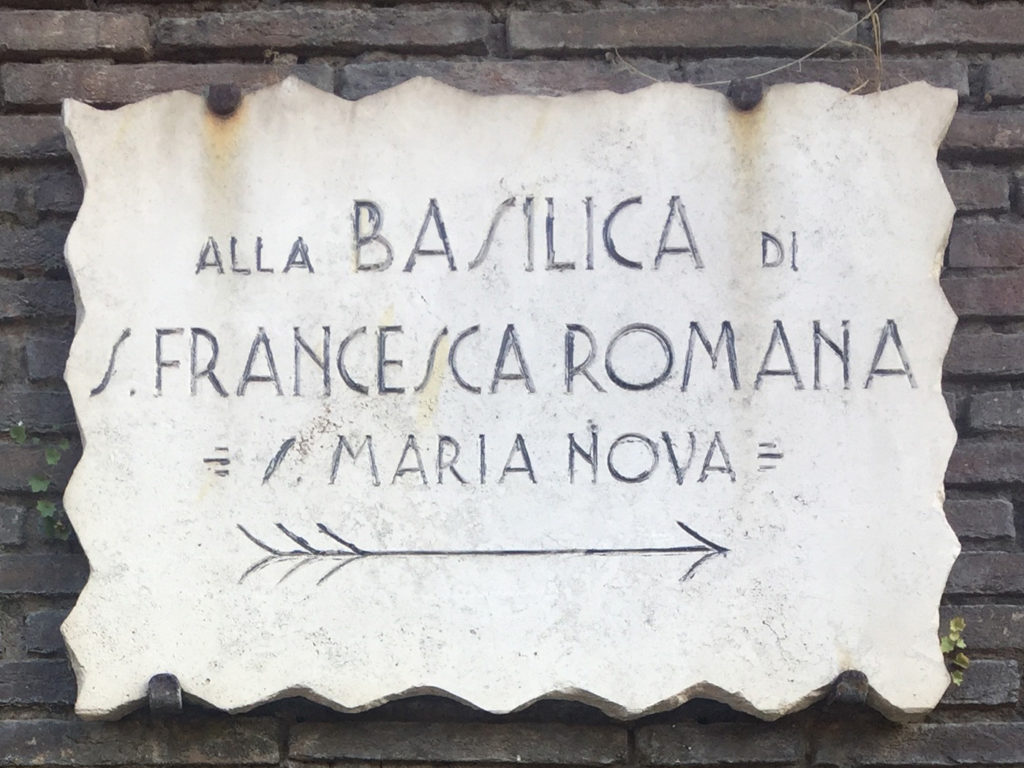 ALLA BASILICA DI
S. FRANCESCA ROMANA
= S. MARIA NOVA =